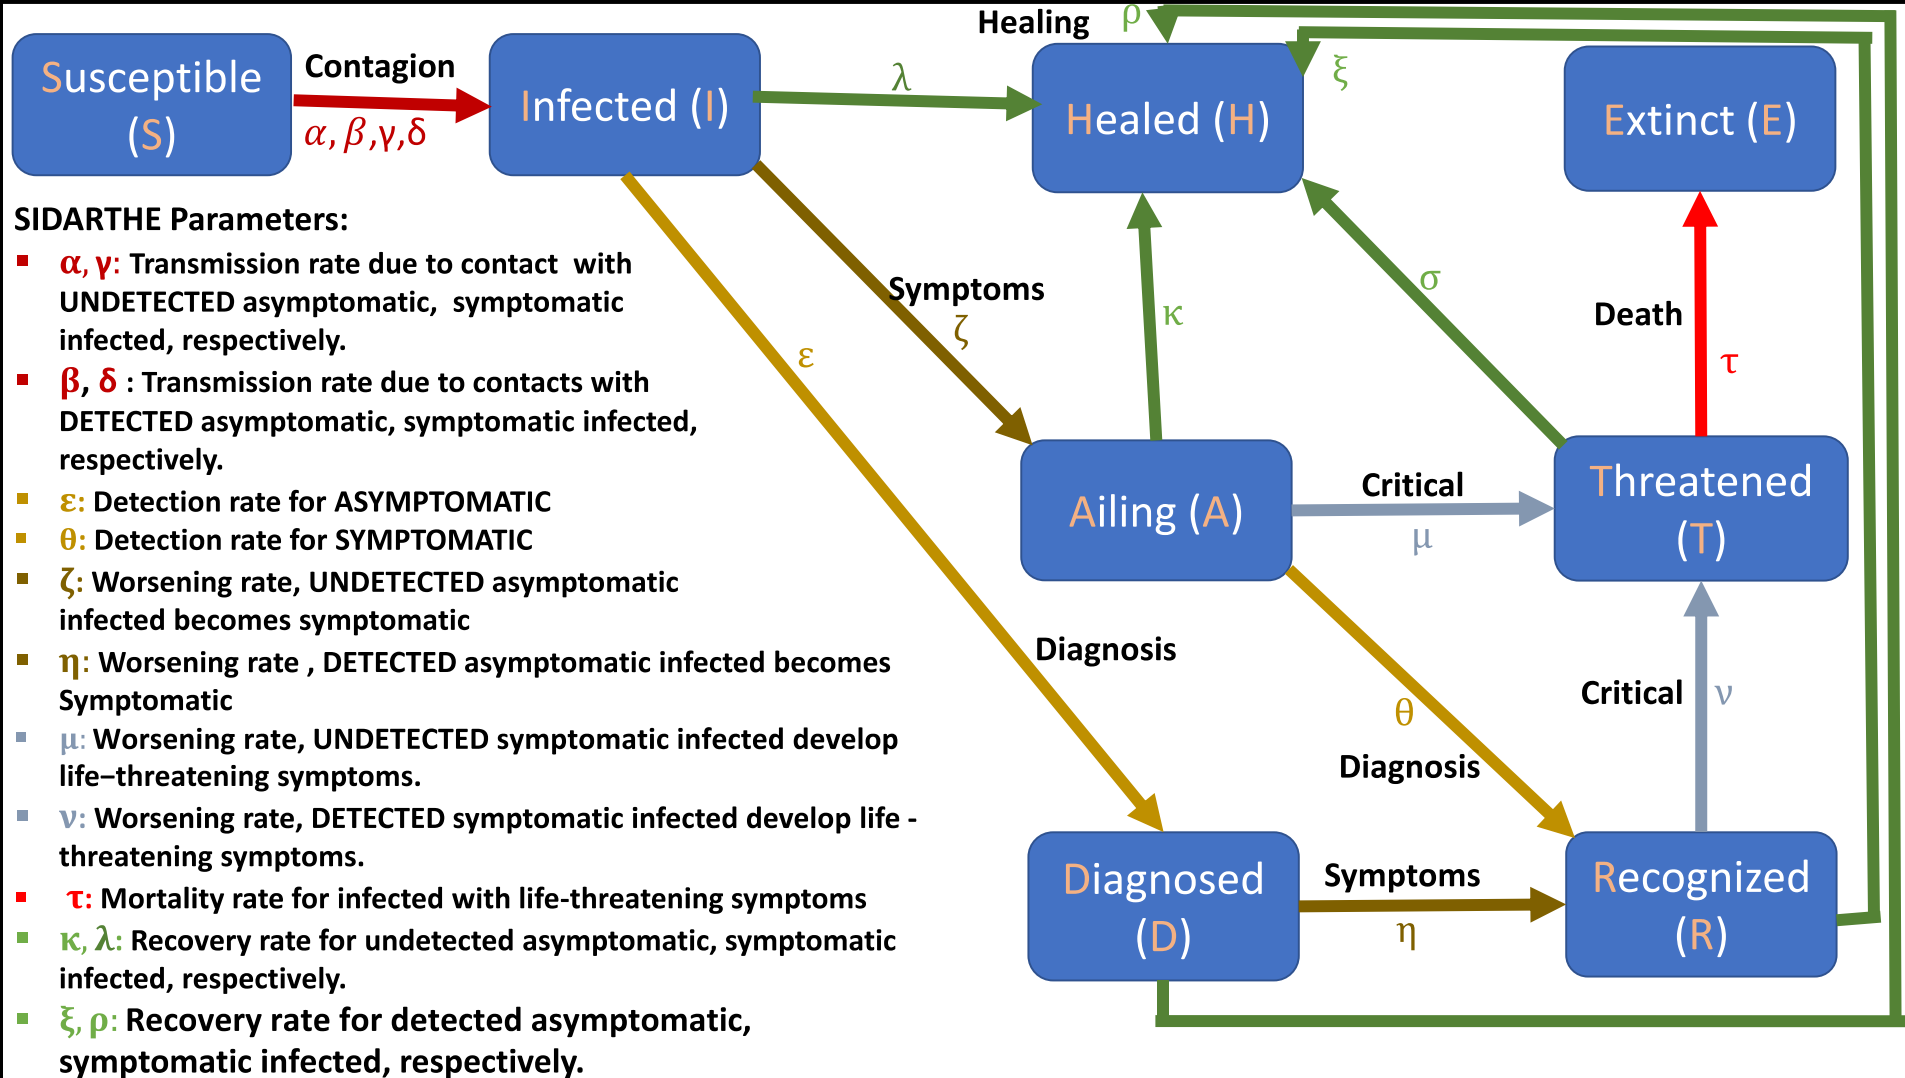 Healing
ρ
Susceptible
(S)
Contagion
α, β,γ,δ
Infected (I)
λ
Healed (H)
ξ
Extinct (E)
SIDARTHE Parameters:
α, γ: Transmission rate due to contact with
UNDETECTED asymptomatic, symptomatic
infected, respectively.
β, δ : Transmission rate due to contacts with
DETECTED asymptomatic, symptomatic infected,
respectively.
ε: Detection rate for ASYMPTOMATIC
θ: Detection rate for SYMPTOMATIC
ζ: Worsening rate, UNDETECTED asymptomatic
infected becomes symptomatic
η: Worsening rate , DETECTED asymptomatic infected becomes
Symptomatic
μ: Worsening rate, UNDETECTED symptomatic infected develop
life–threatening symptoms.
ν: Worsening rate, DETECTED symptomatic infected develop life -
threatening symptoms.
τ: Mortality rate for infected with life-threatening symptoms
κ, λ: Recovery rate for undetected asymptomatic, symptomatic
infected, respectively.
ξ, ρ: Recovery rate for detected asymptomatic,
symptomatic infected, respectively.
Symptoms
ζ
ε
κ
σ
Death
τ
Ailing (A)
Critical
μ
Threatened
(T)
Diagnosis
θ
Diagnosis
Critical
ν
Diagnosed
(D)
Symptoms
η
Recognized
(R)